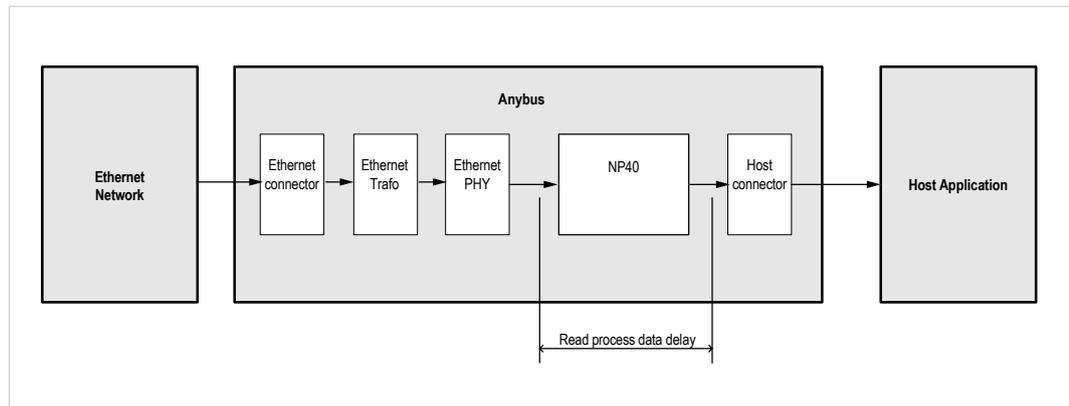 Anybus
Ethernet
Network
Ethernet
connector
Ethernet
Trafo
Ethernet
PHY
NP40
Host
connector
Host Application
Read process data delay